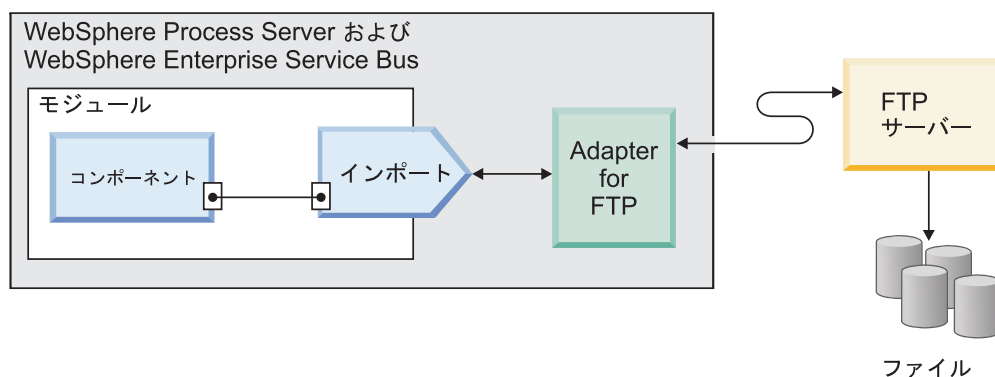 WebSphere Process Server および
WebSphere Enterprise Service Bus
モジュール
コンポーネント
インポート
Adapter
for
FTP
FTP
サーバー
ファイル